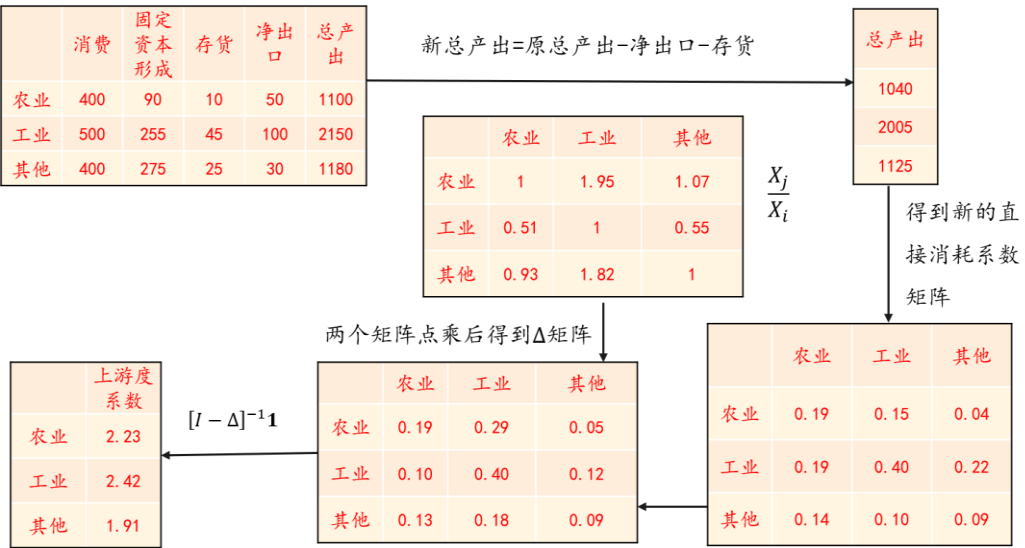 消费 固定资本形成 存货 净出口 总产出
农业 400 90 10 50 1100
工业 500 255 45 100 2150
其他 400 275 25 30 1180
新总产出=原总产出-净出口-存货
总产出
1040
2005
1125
农业 工业 其他
农业 1 1.95 1.07
工业 0.51 1 0.55
其他 0.93 1.82 1
X_j
X_i
得到新的直
接消耗系数
矩阵
两个矩阵点乘后得到Δ矩阵
农业 工业 其他
农业 0.19 0.15 0.04
工业 0.19 0.40 0.22
其他 0.14 0.10 0.09
农业 工业 其他
农业 0.19 0.29 0.05
工业 0.10 0.40 0.12
其他 0.13 0.18 0.09
[I − Δ]⁻¹1
上游度
系数
农业 2.23
工业 2.42
其他 1.91